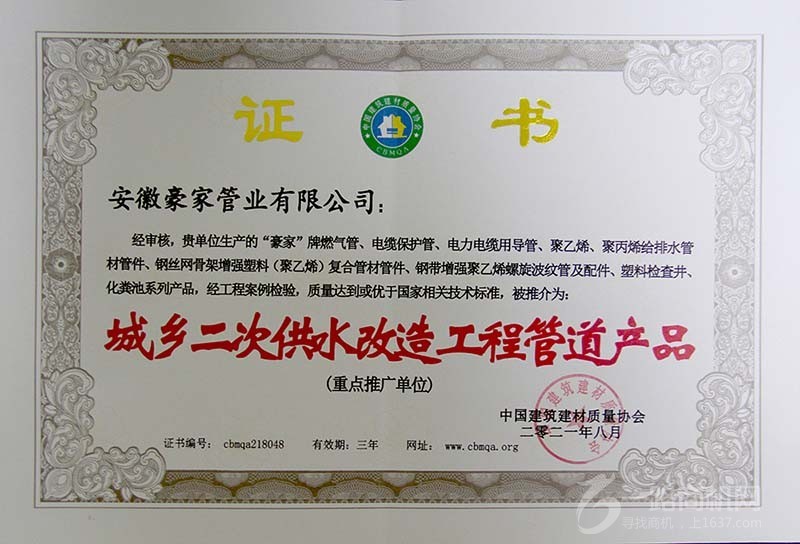 证 书
中国建筑建材质量协会
CBMQA
安徽豪家管业有限公司：
经审核，贵单位生产的“豪家”牌燃气管、电缆保护管、电力电缆用导管、聚乙烯、聚丙烯给排水管
材管件、钢丝网骨架增强塑料（聚乙烯）复合管材管件、钢带增强聚乙烯螺旋波纹管及配件、塑料检查井、
化粪池系列产品，经工程案例检验，质量达到或优于国家相关技术标准，被推介为：
城乡二次供水改造工程管道产品
(重点推广单位)
中国建筑建材质量协会
二零二一年八月
证书编号： cbmqa218048 有效期：三年 网址： www.cbmqa.org
一路商机网
寻找商机，上1637.com